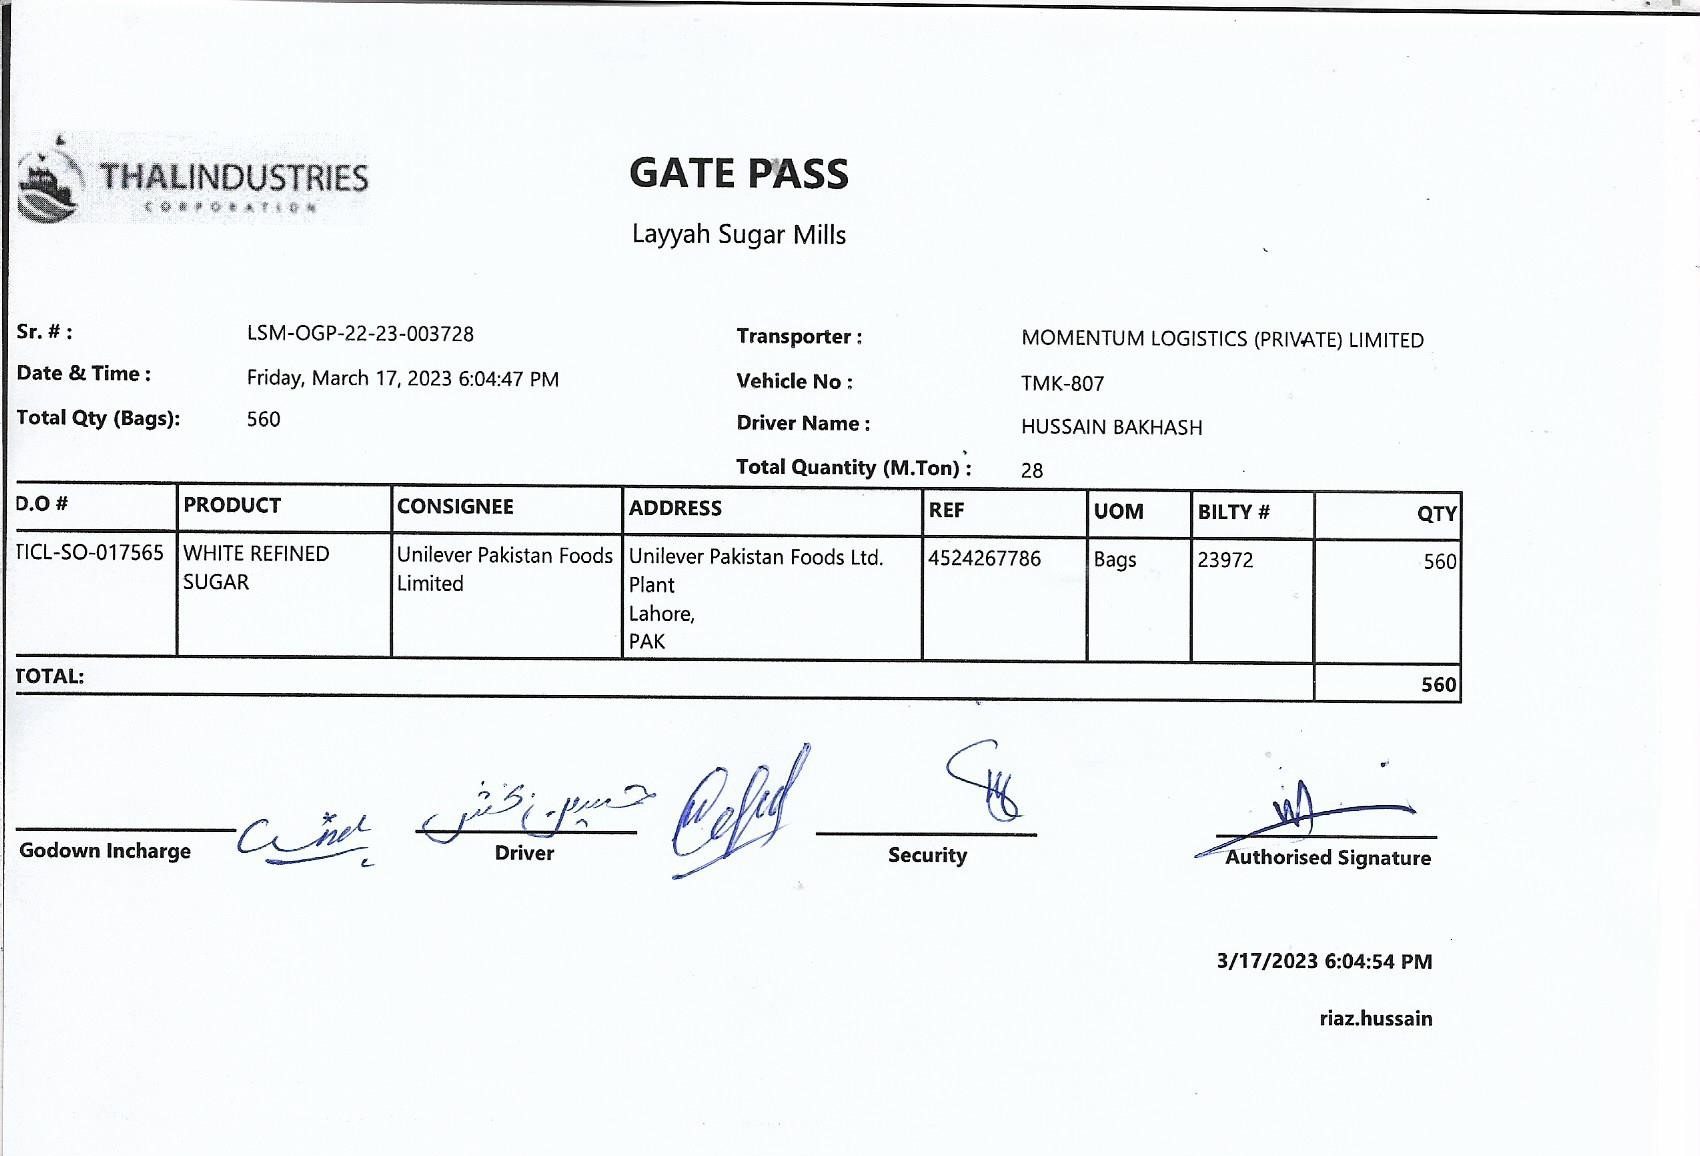 THALINDUSTRIES
CORPORATION
GATE PASS
Layyah Sugar Mills
Sr. # : LSM-OGP-22-23-003728
Date & Time : Friday, March 17, 2023 6:04:47 PM
Total Qty (Bags): 560
Transporter : MOMENTUM LOGISTICS (PRIVATE) LIMITED
Vehicle No : TMK-807
Driver Name : HUSSAIN BAKHASH
Total Quantity (M.Ton) : 28
D.O # PRODUCT CONSIGNEE ADDRESS REF UOM BILTY # QTY
TICL-SO-017565 WHITE REFINED Unilever Pakistan Foods Unilever Pakistan Foods Ltd. 4524267786 Bags 23972 560
SUGAR Limited Plant
Lahore,
PAK
TOTAL: 560
حسین بخش
Godown Incharge Driver Security Authorised Signature
3/17/2023 6:04:54 PM
riaz.hussain